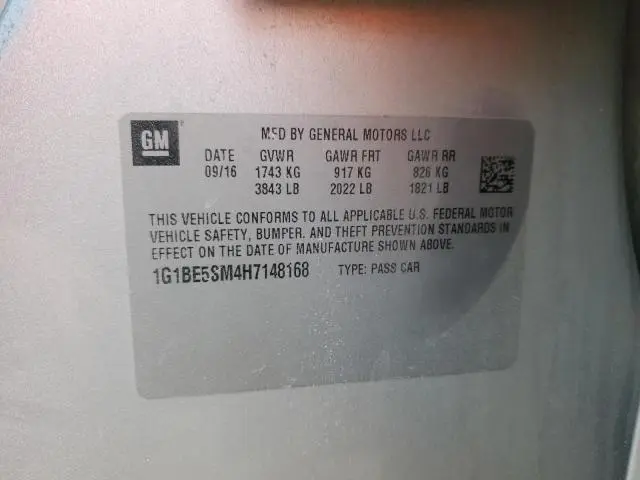 GM
MFD BY GENERAL MOTORS LLC
DATE GVWR GAWR FRT GAWR RR
09/16 1743 KG 917 KG 826 KG
3843 LB 2022 LB 1821 LB
THIS VEHICLE CONFORMS TO ALL APPLICABLE U.S. FEDERAL MOTOR
VEHICLE SAFETY, BUMPER, AND THEFT PREVENTION STANDARDS IN
EFFECT ON THE DATE OF MANUFACTURE SHOWN ABOVE.
1G1BE5SM4H7148168 TYPE: PASS CAR